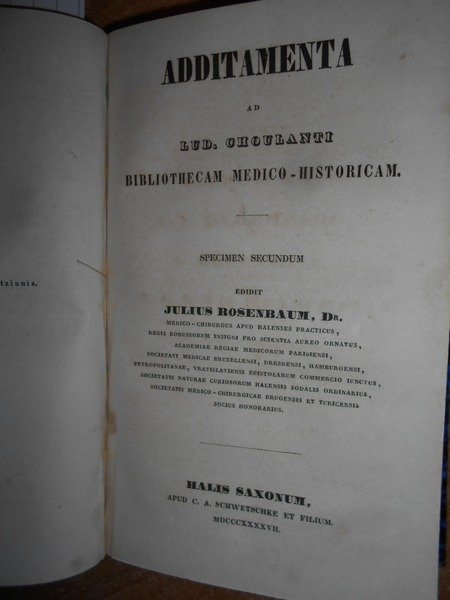 tziania.
ADDITAMENTA
AD
LUD. CHOULANTI
BIBLIOTHECAM MEDICO-HISTORICAM.
SPECIMEN SECUNDUM
EDIDIT
JULIUS ROSENBAUM, DR.
MEDICO-CHIRURGUS APUD HALENSES PRACTICUS,
REGIS BORUSSORUM INSIGNI PRO SCIENTIA AUREO ORNATUS,
ACADEMIAE REGIAE MEDICORUM PARISIENSI,
SOCIETATI MEDICAE BRUXELLENSI, DRESDENSI, HAMBURGENSI,
PETROPOLITANAE, VRATISLAVIENSI EPISTOLARUM COMMERCIO IUNCTUS,
SOCIETATIS NATURAE CURIOSORUM HALENSIS SODALIS ORDINARIUS,
SOCIETATIS MEDICO-CHIRURGICAE BRUGENSIS ET TURICENSIS
SOCIUS HONORARIUS.
HALIS SAXONUM,
APUD C. A. SCHWETSCHKE ET FILIUM.
MDCCCXXXXVII.